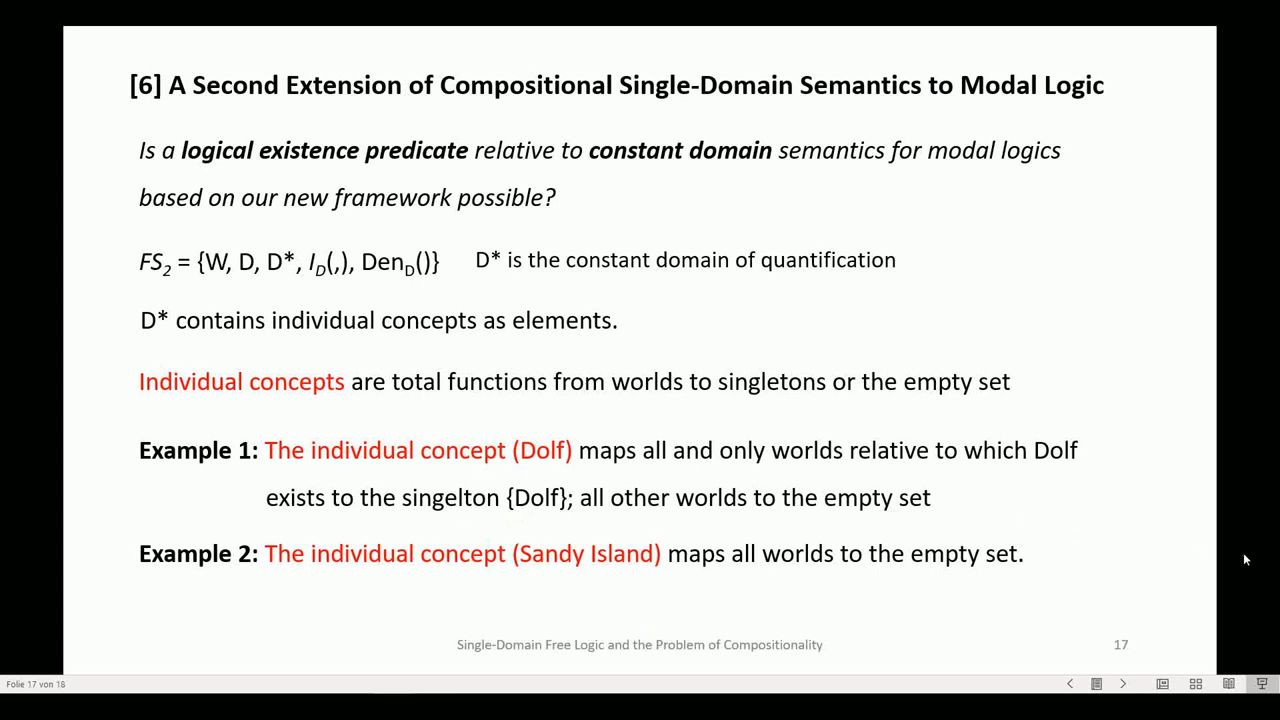 [6] A Second Extension of Compositional Single-Domain Semantics to Modal Logic
Is a logical existence predicate relative to constant domain semantics for modal logics
based on our new framework possible?
FS2 = {W, D, D*, ID(,), DenD()} D* is the constant domain of quantification
D* contains individual concepts as elements.
Individual concepts are total functions from worlds to singletons or the empty set
Example 1: The individual concept (Dolf) maps all and only worlds relative to which Dolf
exists to the singelton {Dolf}; all other worlds to the empty set
Example 2: The individual concept (Sandy Island) maps all worlds to the empty set.
Single-Domain Free Logic and the Problem of Compositionality 17
Folie 17 von 18